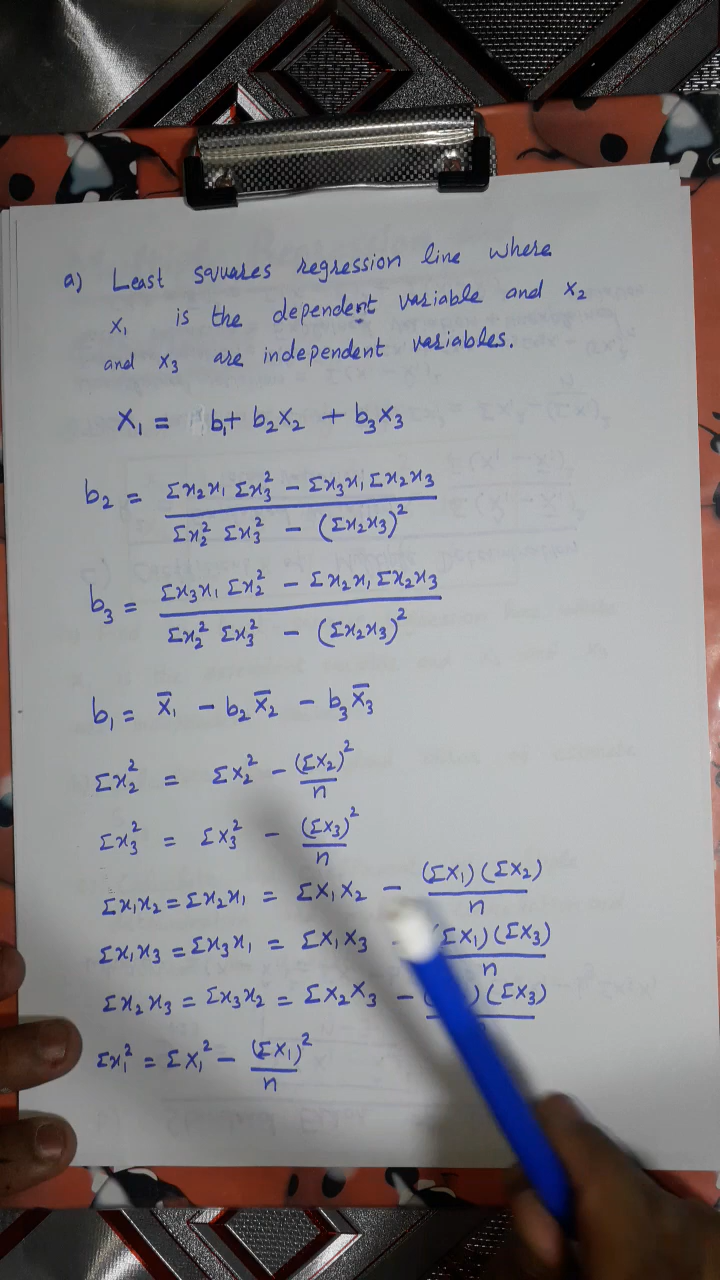 a) Least squares regression line where
x₁ is the dependent variable and x₂
and x₃ are independent variables.
X₁ = b₁ + b₂X₂ + b₃X₃
b₂ = (Σx₂x₁ Σx₃² − Σx₃x₁ Σx₂x₃) / (Σx₂² Σx₃² − (Σx₂x₃)²)
b₃ = (Σx₃x₁ Σx₂² − Σx₂x₁ Σx₂x₃) / (Σx₂² Σx₃² − (Σx₂x₃)²)
b₁ = X̄₁ − b₂X̄₂ − b₃X̄₃
Σx₂² = ΣX₂² − (ΣX₂)²/n
Σx₃² = ΣX₃² − (ΣX₃)²/n
Σx₁x₂ = Σx₂x₁ = ΣX₁X₂ − (ΣX₁)(ΣX₂)/n
Σx₁x₃ = Σx₃x₁ = ΣX₁X₃ − (ΣX₁)(ΣX₃)/n
Σx₂x₃ = Σx₃x₂ = ΣX₂X₃ − ( )(ΣX₃)
Σx₁² = ΣX₁² − (ΣX₁)²/n